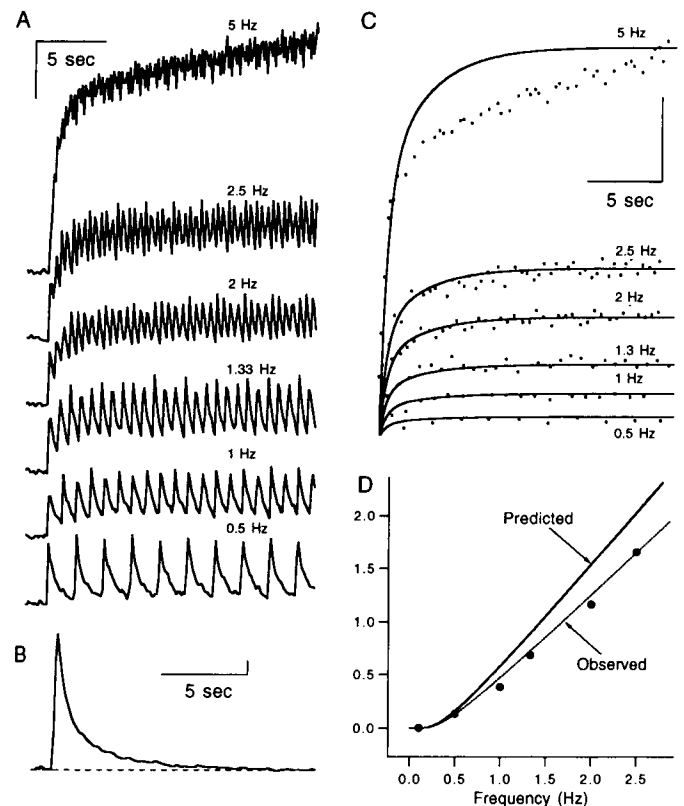 A
5 Hz
5 sec
2.5 Hz
2 Hz
1.33 Hz
1 Hz
0.5 Hz
B
5 sec
C
5 Hz
5 sec
2.5 Hz
2 Hz
1.3 Hz
1 Hz
0.5 Hz
D
2.0
1.5
1.0
0.5
0.0
Predicted
Observed
0.0 0.5 1.0 1.5 2.0 2.5
Frequency (Hz)